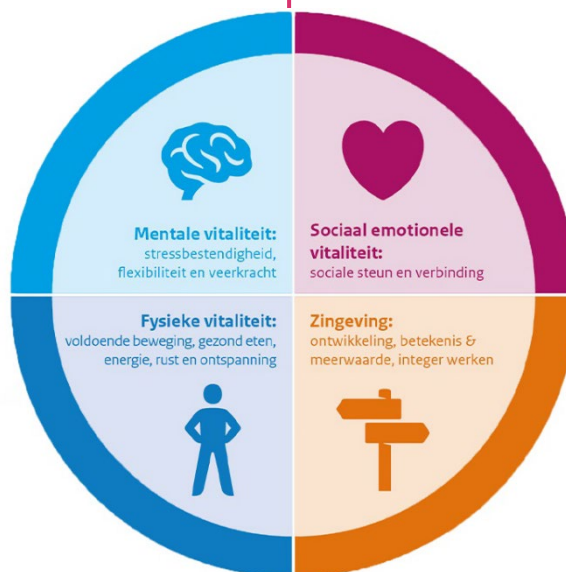 Mentale vitaliteit:
stressbestendigheid,
flexibiliteit en veerkracht
Sociaal emotionele
vitaliteit:
sociale steun en verbinding
Fysieke vitaliteit:
voldoende beweging, gezond eten,
energie, rust en ontspanning
Zingeving:
ontwikkeling, betekenis &
meerwaarde, integer werken